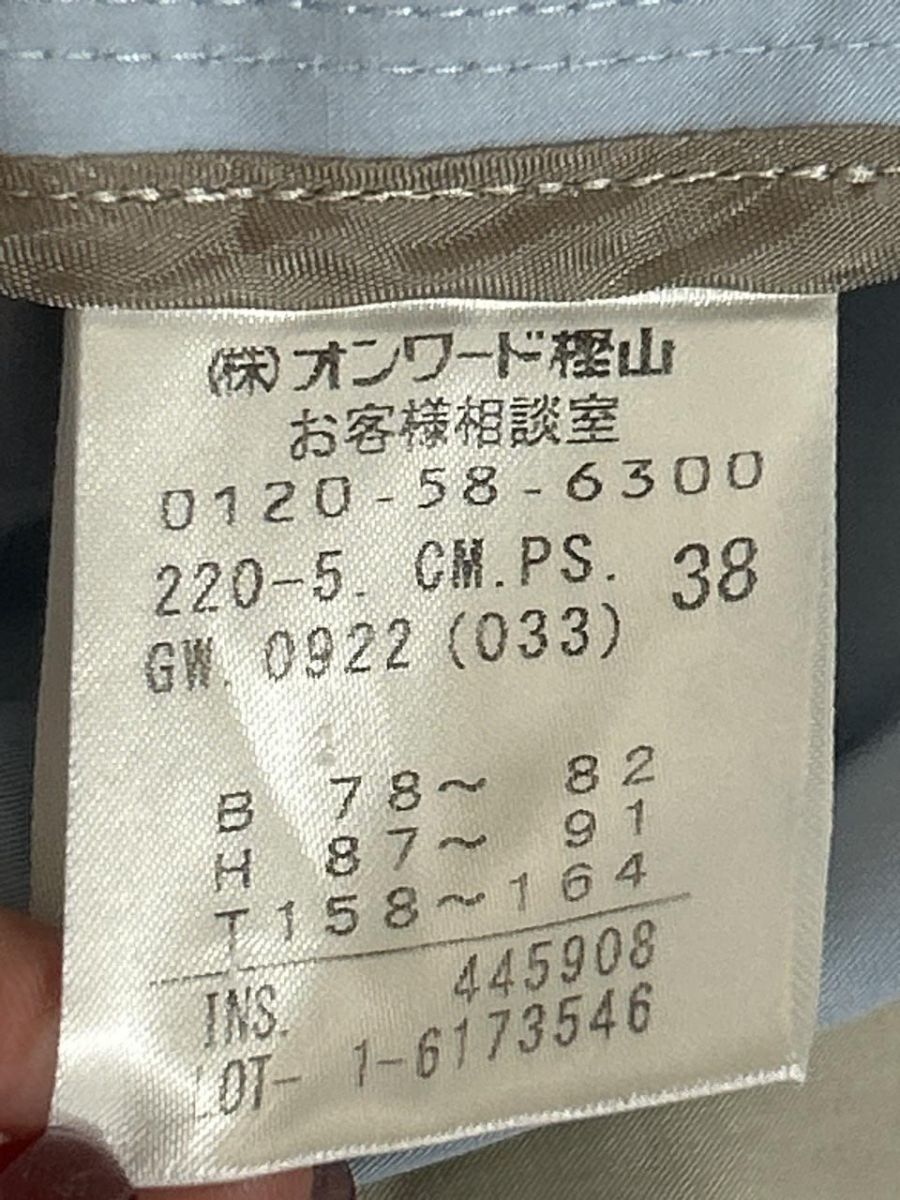 (株)オンワード樫山
お客様相談室
0120-58-6300
220-5. CM.PS. 38
GW. 0922 (033)
B 78～ 82
H 87～ 91
T158～164
INS. 445908
LOT- 1-6173546